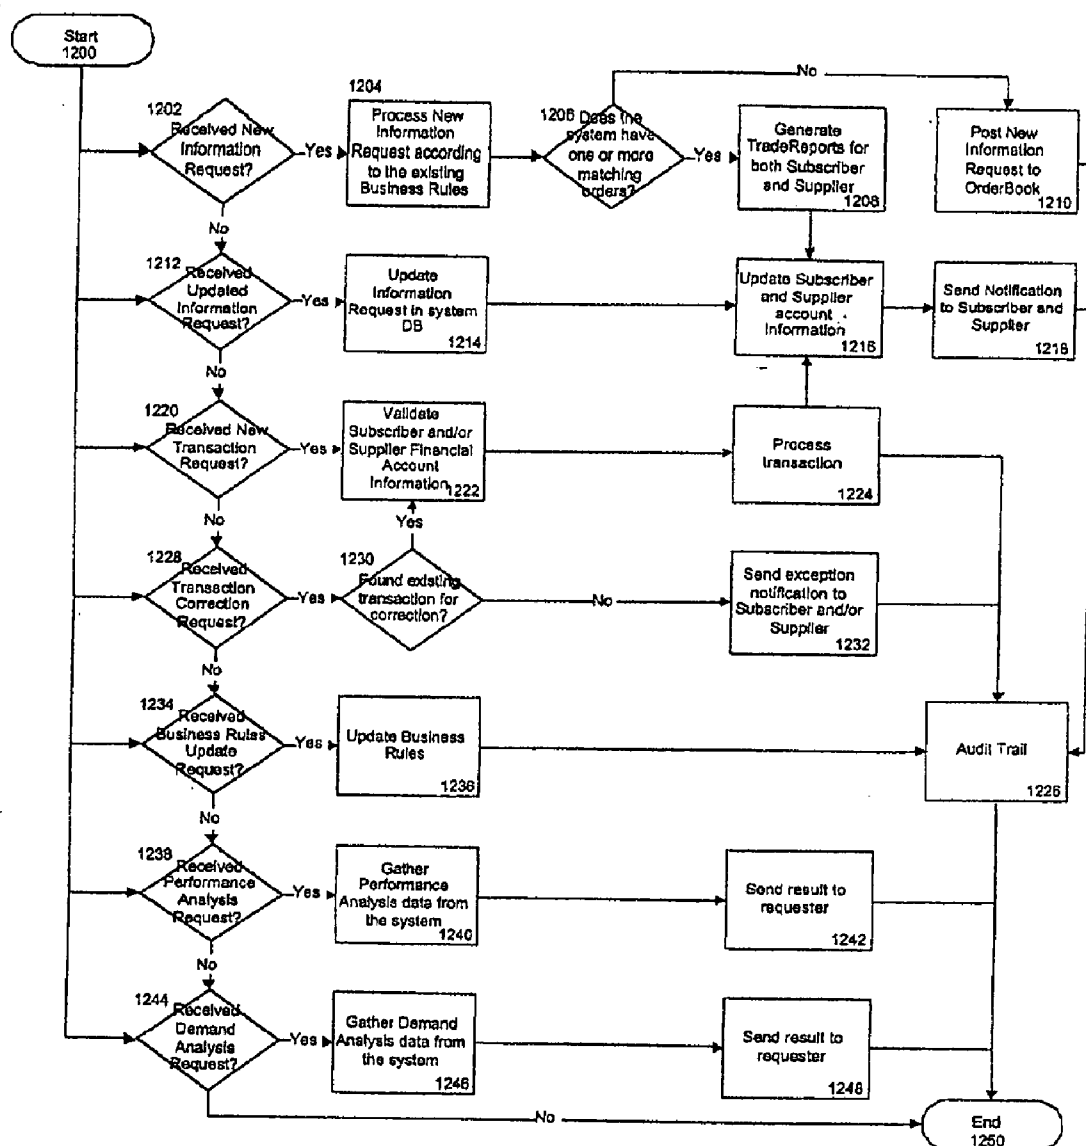 Start
1200
No
1202
Received New
Information
Request?
Yes
1204
Process New
Information
Request according
to the existing
Business Rules
1206
Does the
system have
one or more
matching
orders?
Yes
Generate
TradeReports for
both Subscriber
and Supplier
1208
Post New
Information
Request to
OrderBook
1210
No
1212
Received
Updated
Information
Request?
Yes
Update
Information
Request in system
DB
1214
Update Subscriber
and Supplier
account
Information
1216
Send Notification
to Subscriber and
Supplier
1218
No
1220
Received New
Transaction
Request?
Yes
Validate
Subscriber and/or
Supplier Financial
Account
Information
1222
Process
transaction
1224
No
Yes
1228
Received
Transaction
Correction
Request?
Yes
1230
Found existing
transaction for
correction?
No
Send exception
notification to
Subscriber and/or
Supplier
1232
No
1234
Received
Business Rules
Update
Request?
Yes
Update Business
Rules
1236
Audit Trail
1226
No
1238
Received
Performance
Analysis
Request?
Yes
Gather
Performance
Analysis data from
the system
1240
Send result to
requester
1242
No
1244
Received
Demand
Analysis
Request?
Yes
Gather Demand
Analysis data from
the system
1246
Send result to
requester
1248
No
End
1250